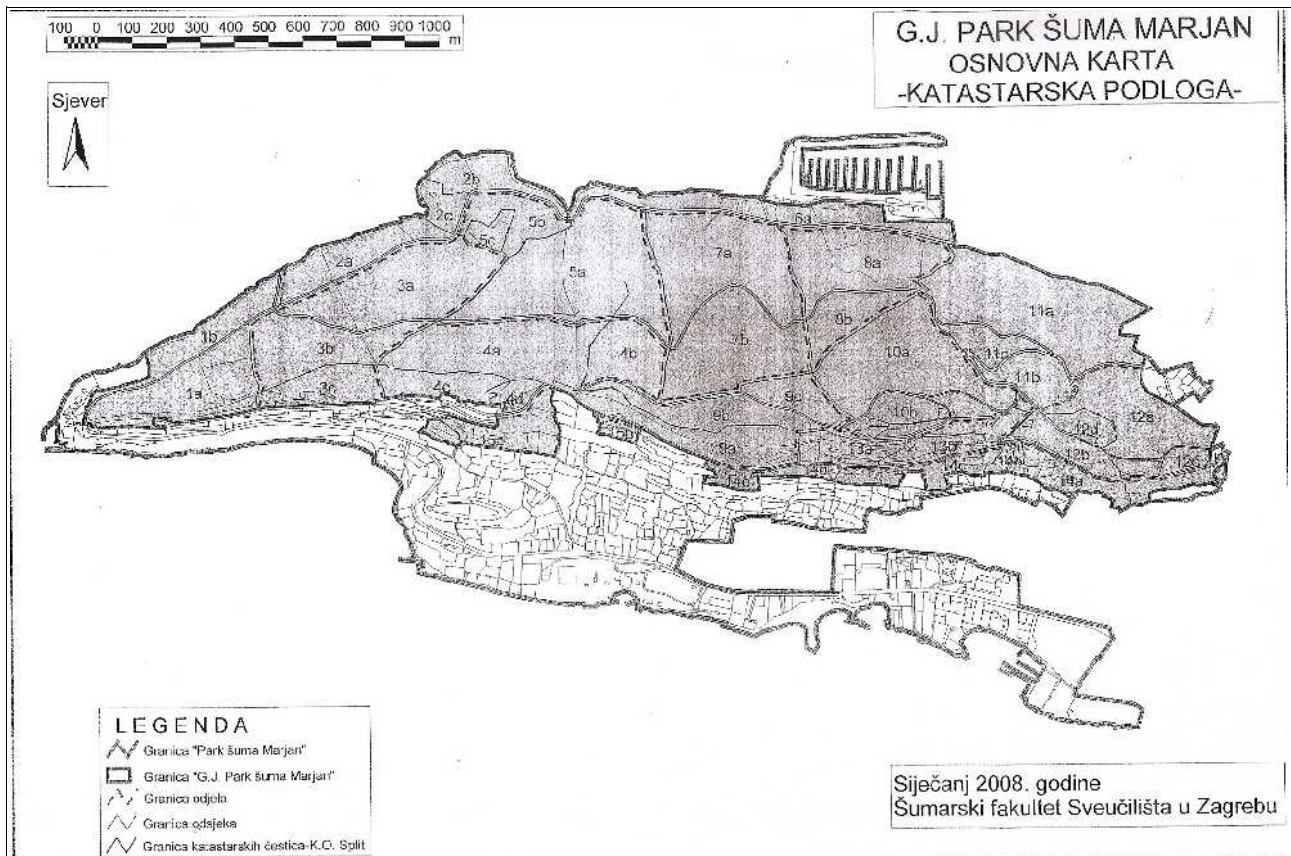 100 0 100 200 300 400 500 600 700 800 900 1000
m
G.J. PARK ŠUMA MARJAN
OSNOVNA KARTA
-KATASTARSKA PODLOGA-
Sjever
2b
2c
5b
5c
6a
7a
2a
8a
5a
3a
11a
1b
8b
3b
7b
4a
4b
10a
11c
11b
1a
3c
4c
9c
10b
9b
12a
12d
9a
13a
12b
LEGENDA
Granica "Park šuma Marjan"
Granica "G.J. Park šuma Marjan"
Granica odjela
Granica odsjeka
Granica katastarskih čestica-K.O. Split
Siječanj 2008. godine
Šumarski fakultet Sveučilišta u Zagrebu